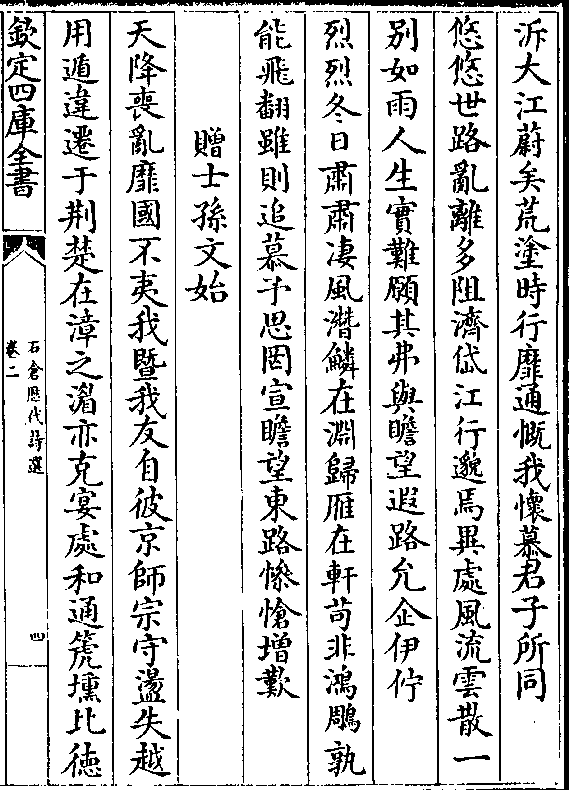 泝大江蔚矣荒塗時行靡通慨我懷慕君子所同
悠悠世路亂離多阻濟岱江行邈焉異處風流雲散一
別如雨人生實難願其弗與瞻望遐路允企伊佇
烈烈冬日肅肅凄風潛鱗在淵歸雁在軒苟非鴻鵰孰
能飛翻雖則追慕予思罔宣瞻望東路慘愴增歎
贈士孫文始
天降喪亂靡國不夷我暨我友自彼京師宗守盪失越
用遁違遷于荆楚在漳之湄亦克宴處和通箎壎比徳
欽定四庫全書
石倉歷代詩選
卷二
四